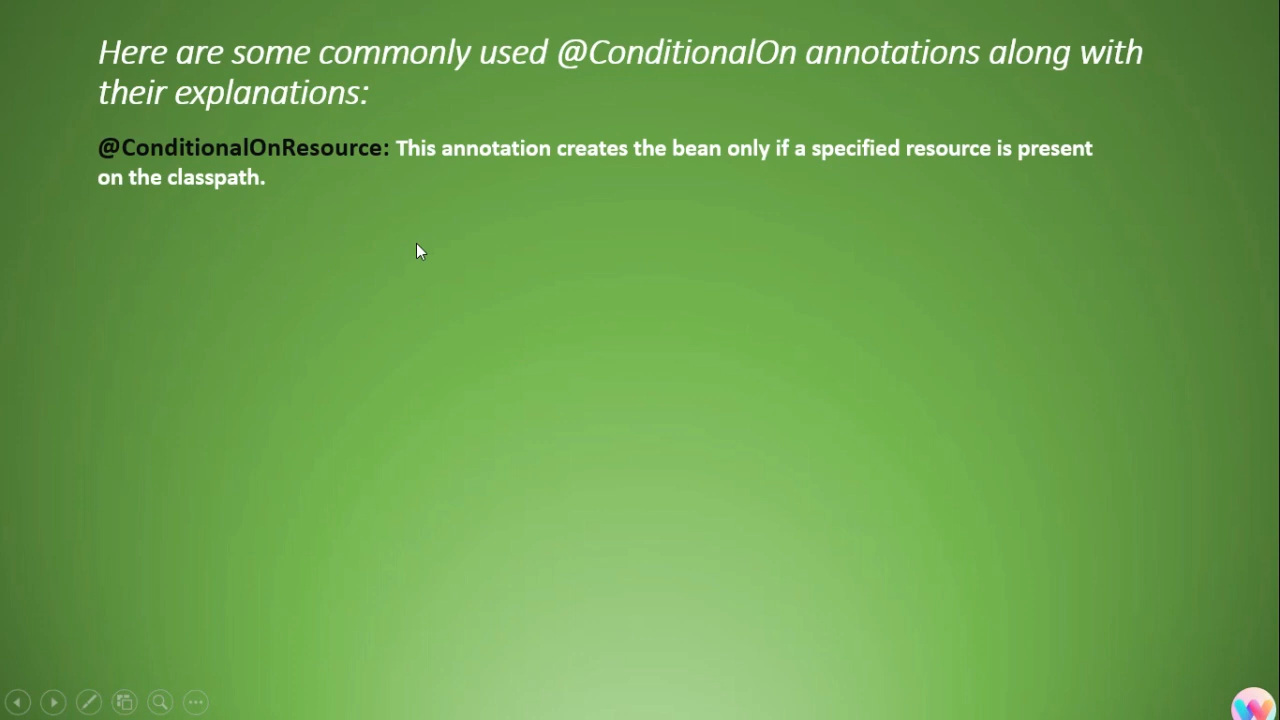 Here are some commonly used @ConditionalOn annotations along with
their explanations:
@ConditionalOnResource: This annotation creates the bean only if a specified resource is present
on the classpath.